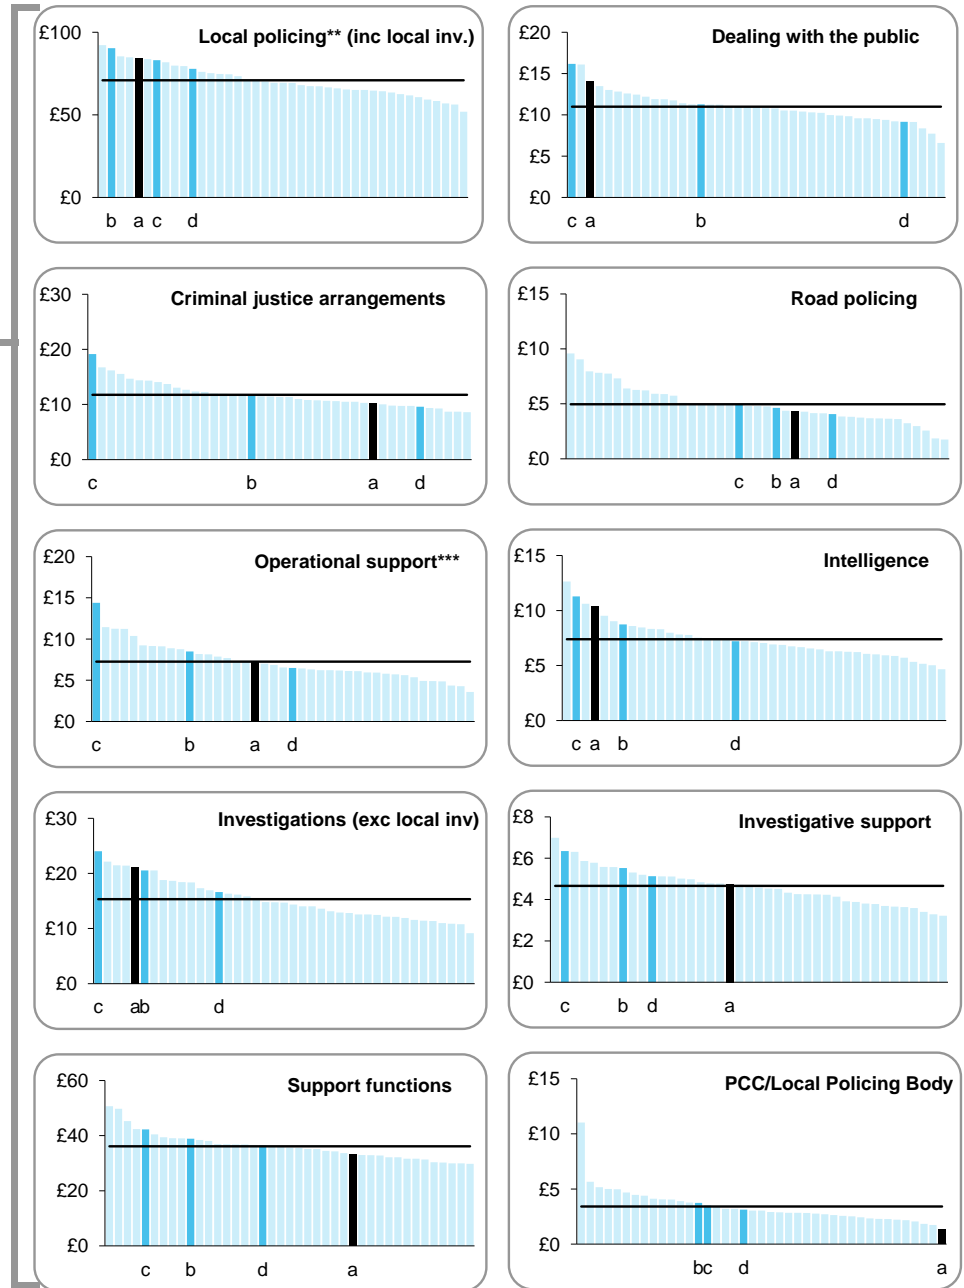 Local policing** (inc local inv.)
£100
£50
£0
b a c d
Dealing with the public
£20
£15
£10
£5
£0
c a b d
Criminal justice arrangements
£30
£20
£10
£0
c b a d
Road policing
£15
£10
£5
£0
c b a d
Operational support***
£20
£15
£10
£5
£0
c b a d
Intelligence
£15
£10
£5
£0
c a b d
Investigations (exc local inv)
£30
£20
£10
£0
c ab d
Investigative support
£8
£6
£4
£2
£0
c b d a
Support functions
£60
£40
£20
£0
c b d a
PCC/Local Policing Body
£15
£10
£5
£0
bc d a